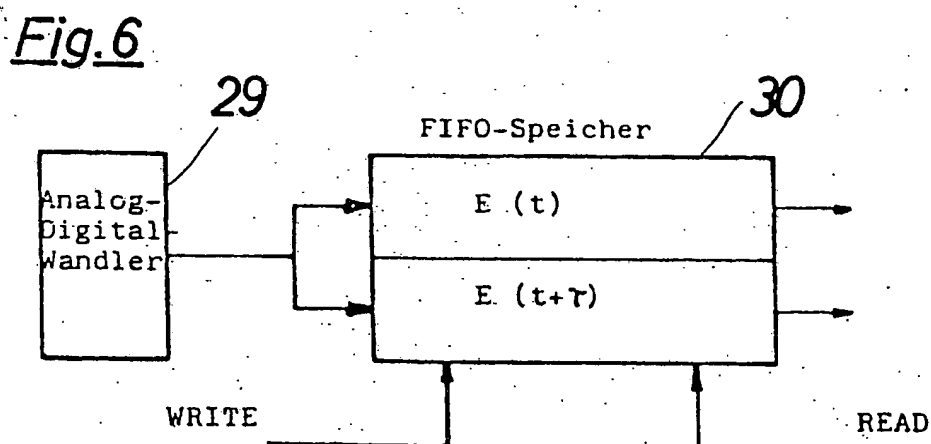 Fig.6
29
30
FIFO-Speicher
Analog-
Digital-
Wandler
E (t)
E (t+τ)
WRITE
READ